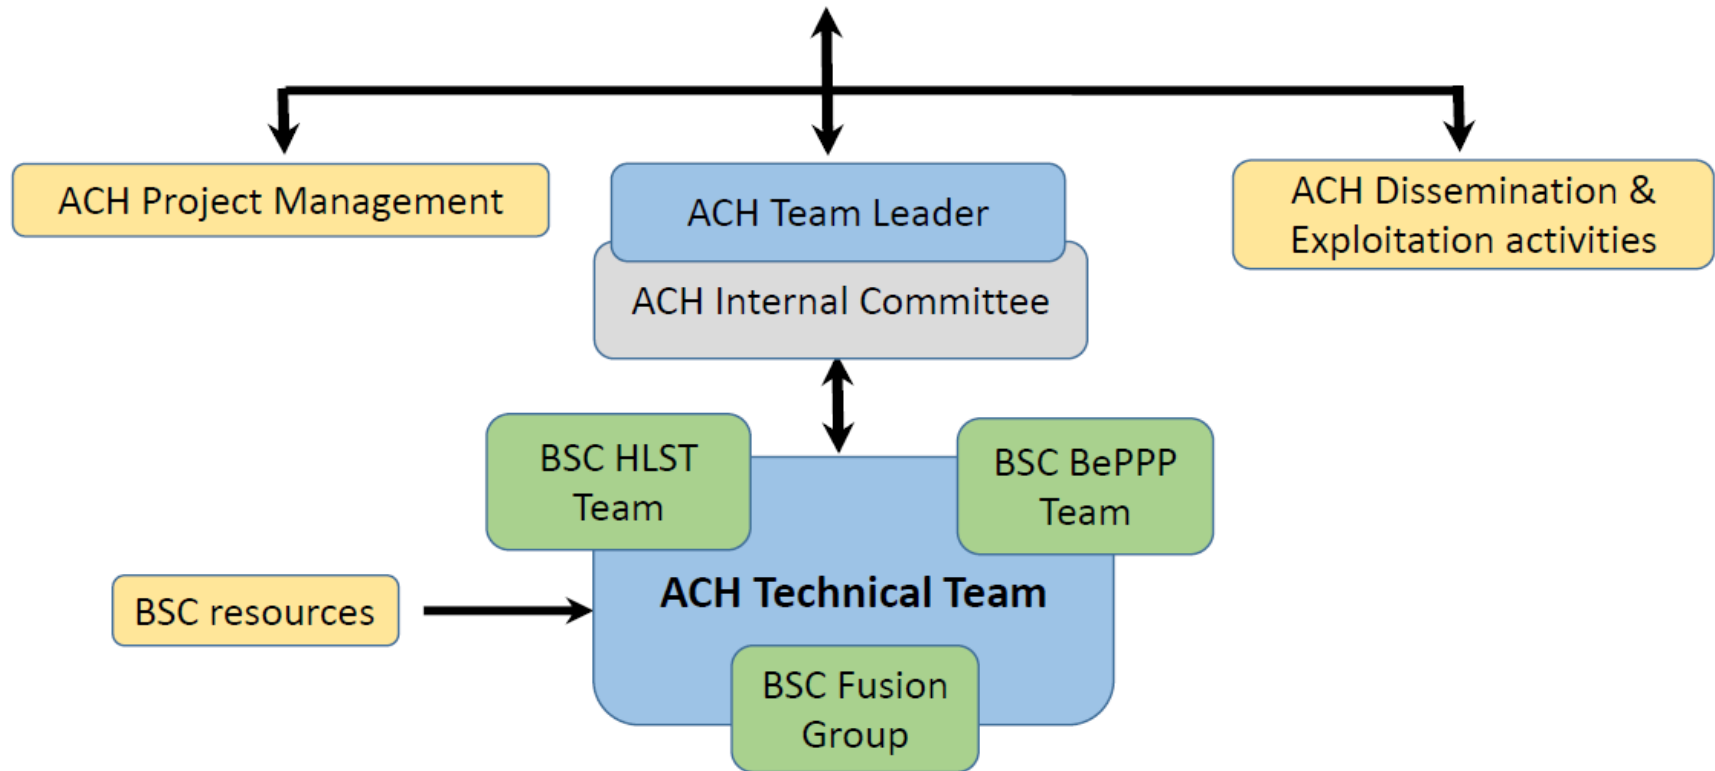 ACH Project Management
ACH Team Leader
ACH Dissemination &
Exploitation activities
ACH Internal Committee
BSC HLST
Team
BSC BePPP
Team
ACH Technical Team
BSC resources
BSC Fusion
Group